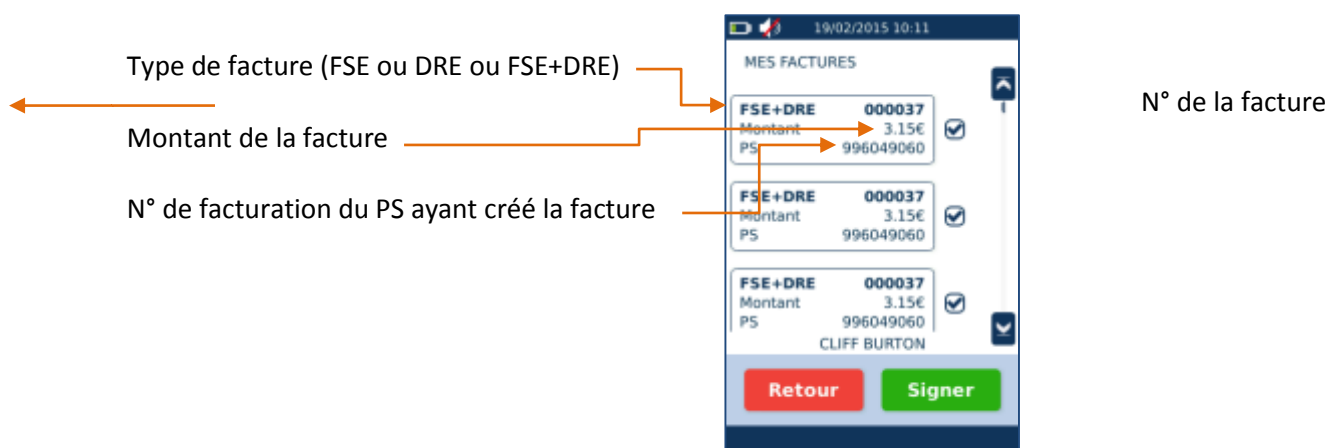 Type de facture (FSE ou DRE ou FSE+DRE)
Montant de la facture
N° de facturation du PS ayant créé la facture
19/02/2015 10:11
MES FACTURES
FSE+DRE 000037
Montant 3.15€
PS 996049060
FSE+DRE 000037
Montant 3.15€
PS 996049060
FSE+DRE 000037
Montant 3.15€
PS 996049060
CLIFF BURTON
Retour Signer
N° de la facture